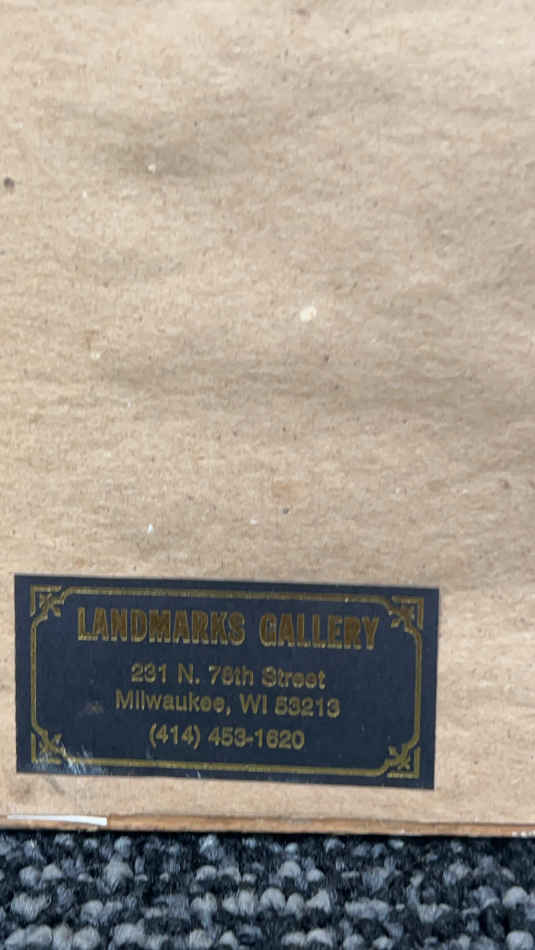 LANDMARKS GALLERY
231 N. 76th Street
Milwaukee, WI 53213
(414) 453-1620